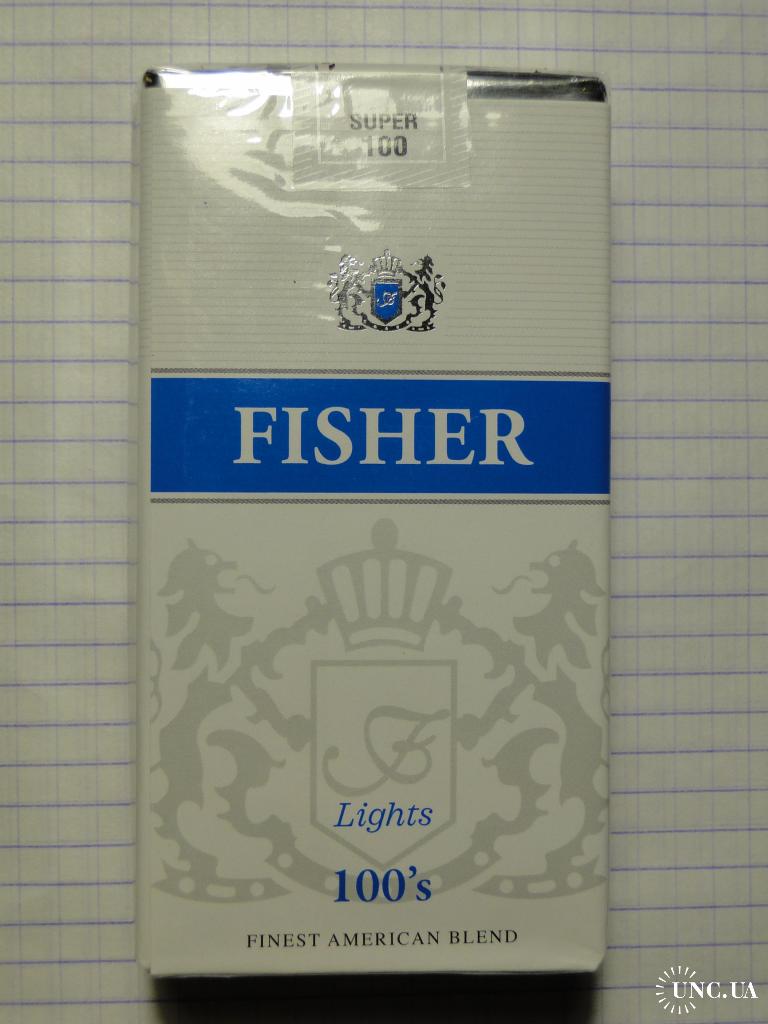 SUPER
100
FISHER
Lights
100's
FINEST AMERICAN BLEND
UNC.UA